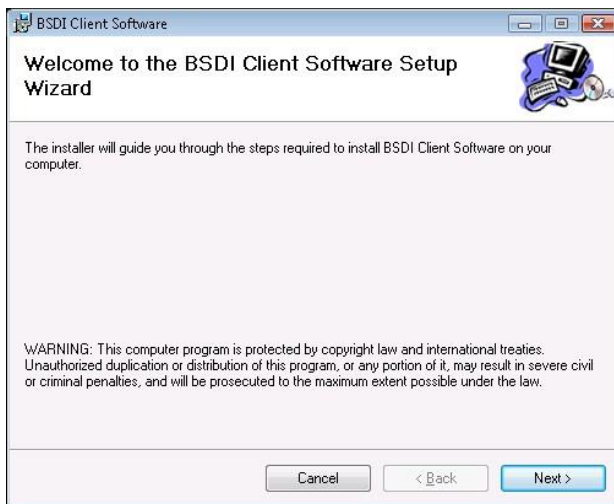 BSDI Client Software
Welcome to the BSDI Client Software Setup
Wizard
The installer will guide you through the steps required to install BSDI Client Software on your
computer.
WARNING: This computer program is protected by copyright law and international treaties.
Unauthorized duplication or distribution of this program, or any portion of it, may result in severe civil
or criminal penalties, and will be prosecuted to the maximum extent possible under the law.
Cancel
< Back
Next >